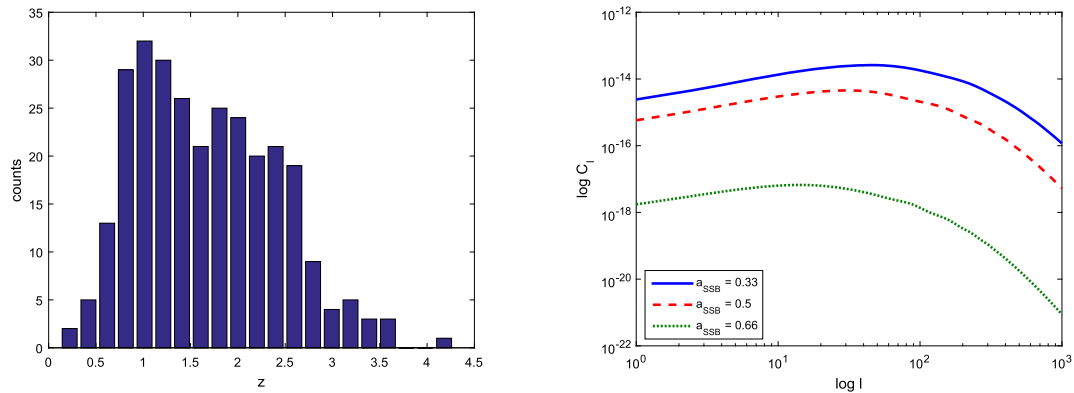 35
30
25
20
15
10
5
0
counts
0 0.5 1 1.5 2 2.5 3 3.5 4 4.5
z
10^-12
10^-14
10^-16
10^-18
10^-20
10^-22
log C_l
a_SSB = 0.33
a_SSB = 0.5
a_SSB = 0.66
10^0 10^1 10^2 10^3
log l